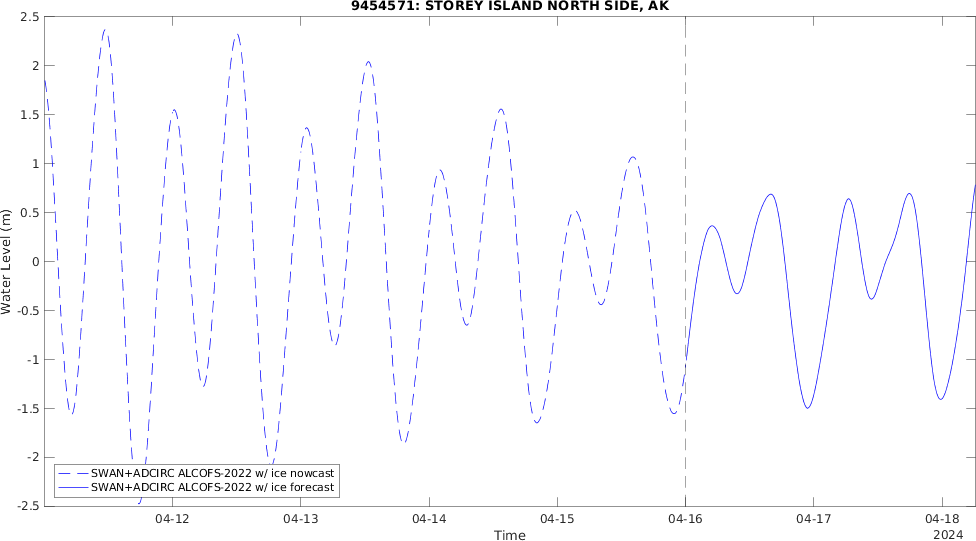 9454571: STOREY ISLAND NORTH SIDE, AK
2.5
2
1.5
1
0.5
0
-0.5
-1
-1.5
-2
-2.5
Water Level (m)
SWAN+ADCIRC ALCOFS-2022 w/ ice nowcast
SWAN+ADCIRC ALCOFS-2022 w/ ice forecast
04-12 04-13 04-14 04-15 04-16 04-17 04-18
Time 2024